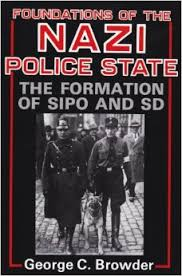 FOUNDATIONS OF THE
NAZI
POLICE STATE
THE FORMATION
OF SIPO AND SD
George C. Browder